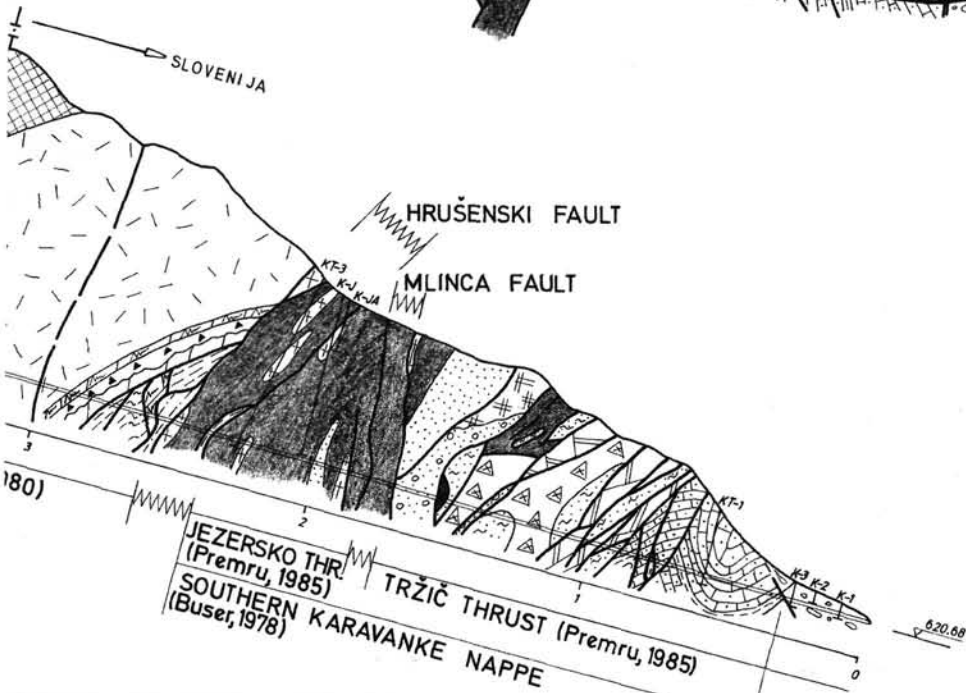 SLOVENIJA
HRUŠENSKI FAULT
MLINCA FAULT
KT-3
K-J
K-JA
KT-1
K-3
K-2
K-1
620.68
3
2
1
0
980)
JEZERSKO THR.
(Premru, 1985)
TRŽIČ THRUST (Premru, 1985)
SOUTHERN KARAVANKE NAPPE
(Buser, 1978)